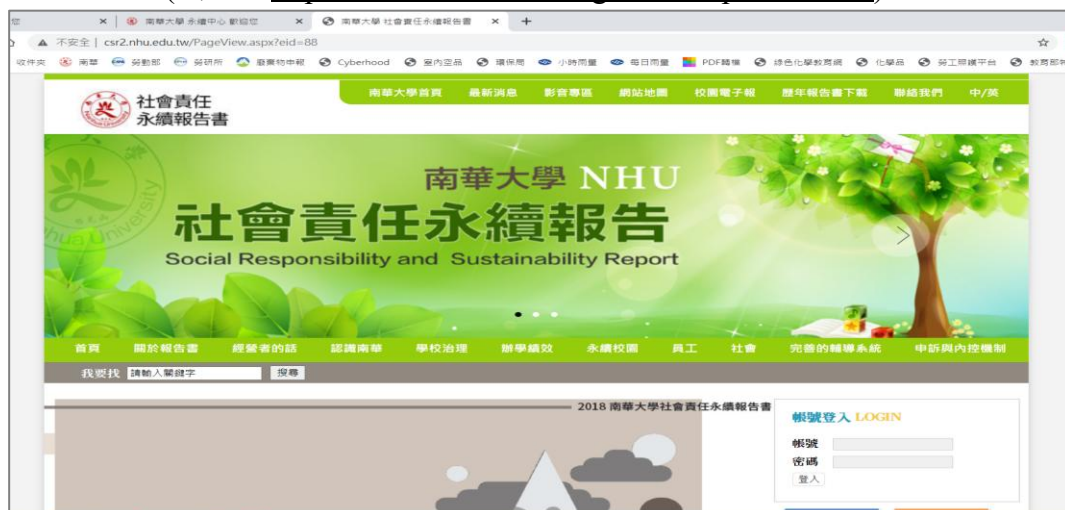 南華大學 永續中心 歡迎您
南華大學 社會責任永續報告書
不安全 | csr2.nhu.edu.tw/PageView.aspx?eid=88
收件夾 南華 勞動部 勞研所 廢棄物申報 Cyberhood 室內空品 環保局 小時雨量 每日雨量 PDF轉檔 綠色化學教育網 化學品
南華大學首頁 最新消息 影音專區 網站地圖 校園電子報 歷年報告書下載 聯絡我們 中/英
社會責任
永續報告書
南華大學 NHU
社會責任永續報告
Social Responsibility and Sustainability Report
首頁 關於報告書 經營者的話 認識南華 學校治理 辦學績效 永續校園 員工 社會 完善的輔導系統 申訴與內控機制
我要找 請輸入關鍵字 搜尋
2018 南華大學社會責任永續報告書
帳號登入 LOGIN
帳號
密碼
登入